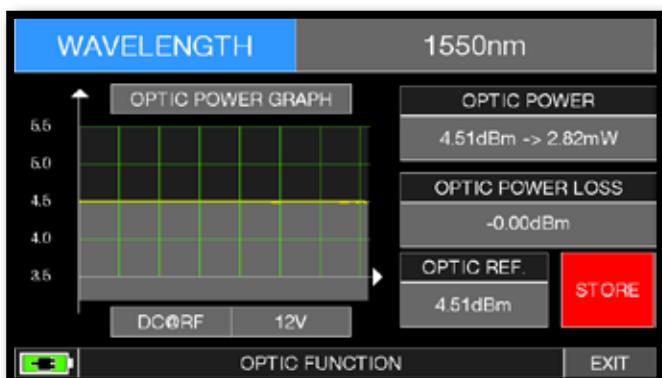 WAVELENGTH 1550nm
OPTIC POWER GRAPH
5.5
5.0
4.5
4.0
3.5
DC@RF 12V
OPTIC POWER
4.51dBm -> 2.82mW
OPTIC POWER LOSS
-0.00dBm
OPTIC REF.
4.51dBm
STORE
OPTIC FUNCTION EXIT